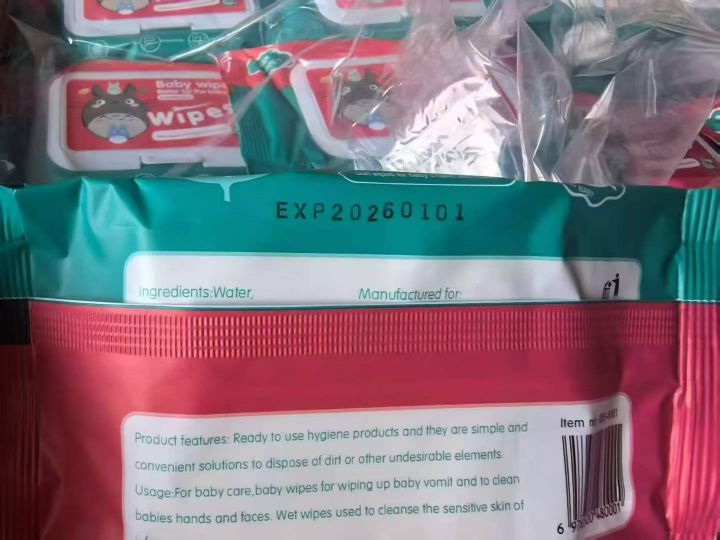 Baby wipe
Wipes
EXP20260101
Ingredients:Water,
Manufactured for:
Product features: Ready to use hygiene products and they are simple and
convenient solutions to dispose of dirt or other undesirable elements
Usage:For baby care,baby wipes for wiping up baby vomit and to clean
babies hands and faces. Wet wipes used to cleanse the sensitive skin of
Item